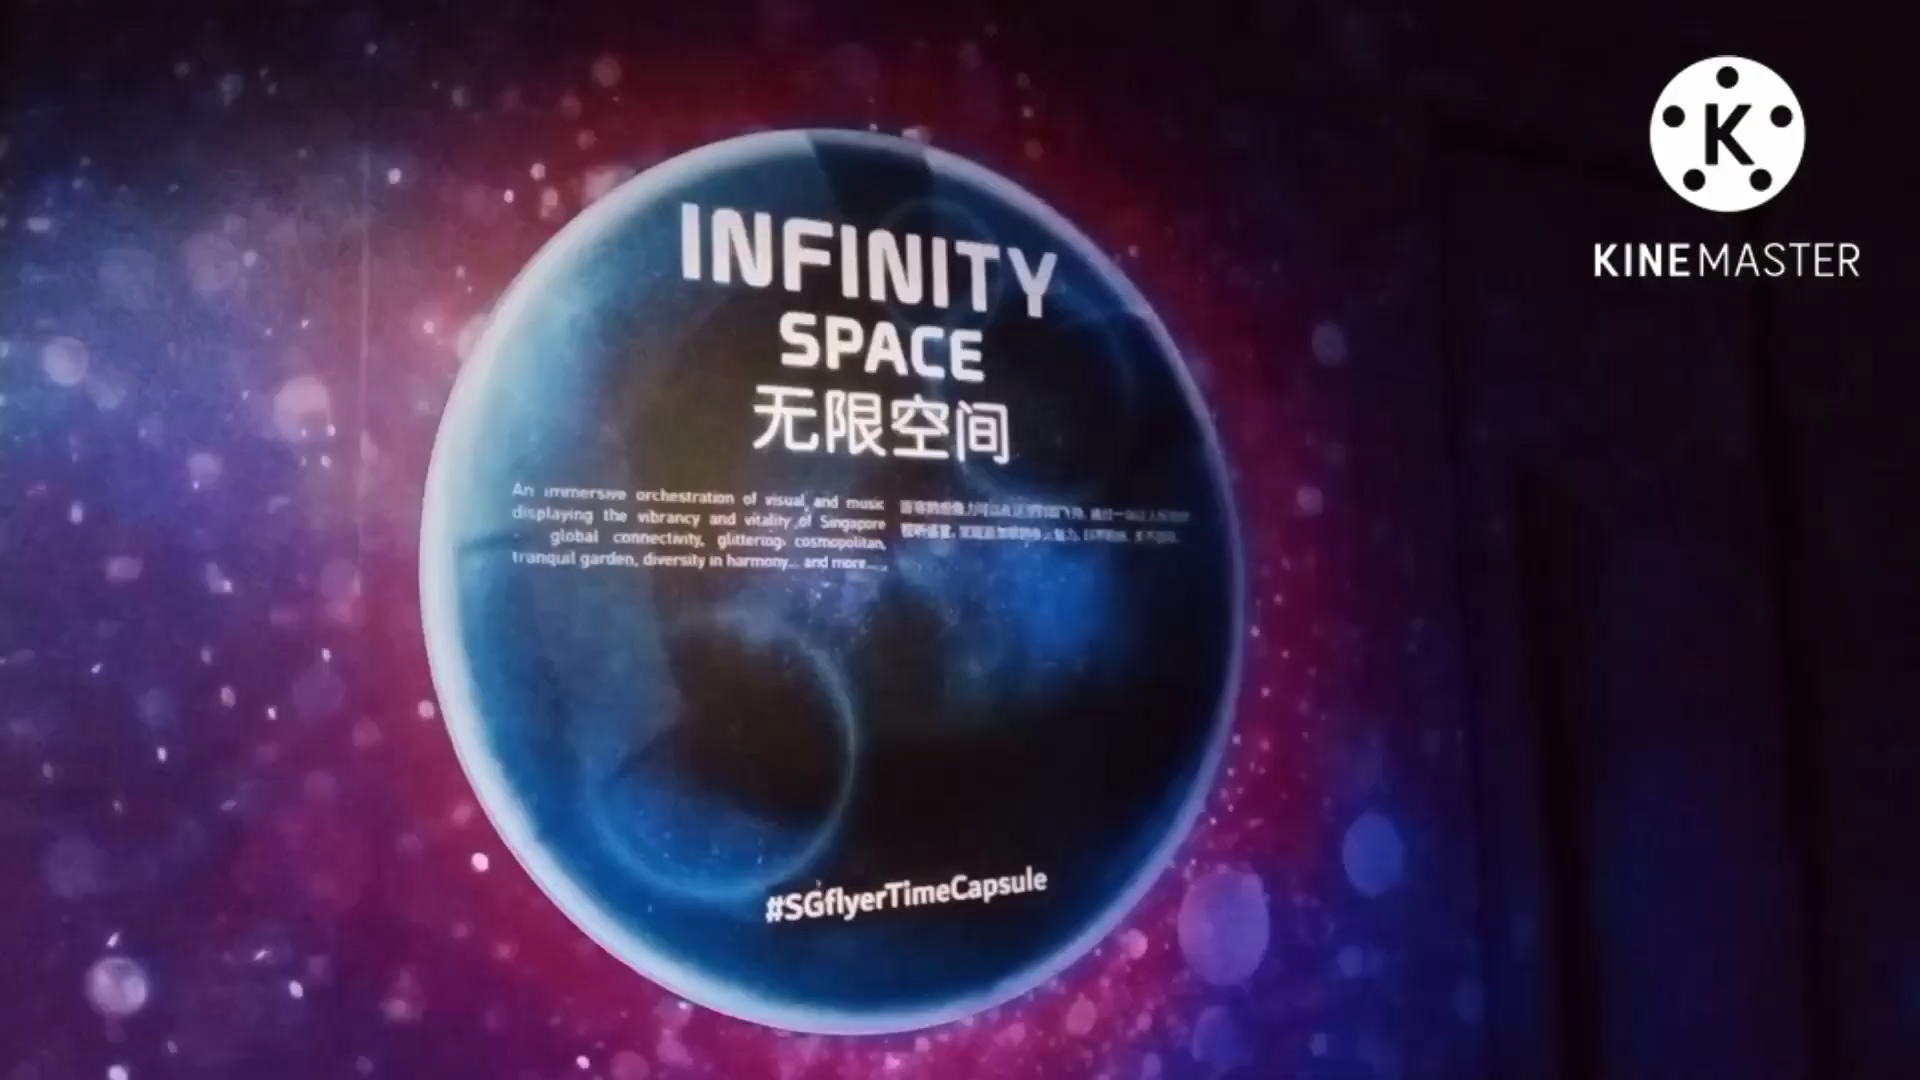 INFINITY
SPACE
无限空间
An immersive orchestration of visual and music
displaying the vibrancy and vitality of Singapore
- global connectivity, glittering cosmopolitan,
tranquil garden, diversity in harmony... and more....
#SGflyerTimeCapsule
K
KINEMASTER